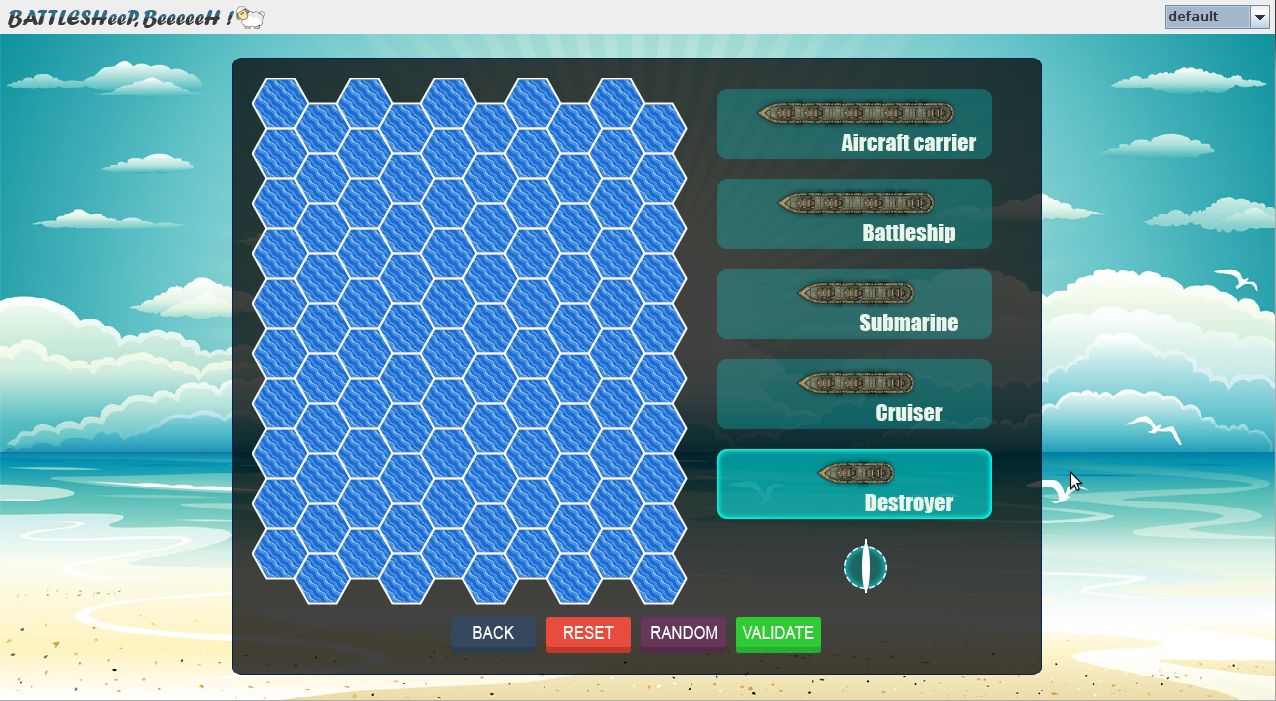 BATTLESHeeP, BeeeeeH !
default
Aircraft carrier
Battleship
Submarine
Cruiser
Destroyer
BACK RESET RANDOM VALIDATE